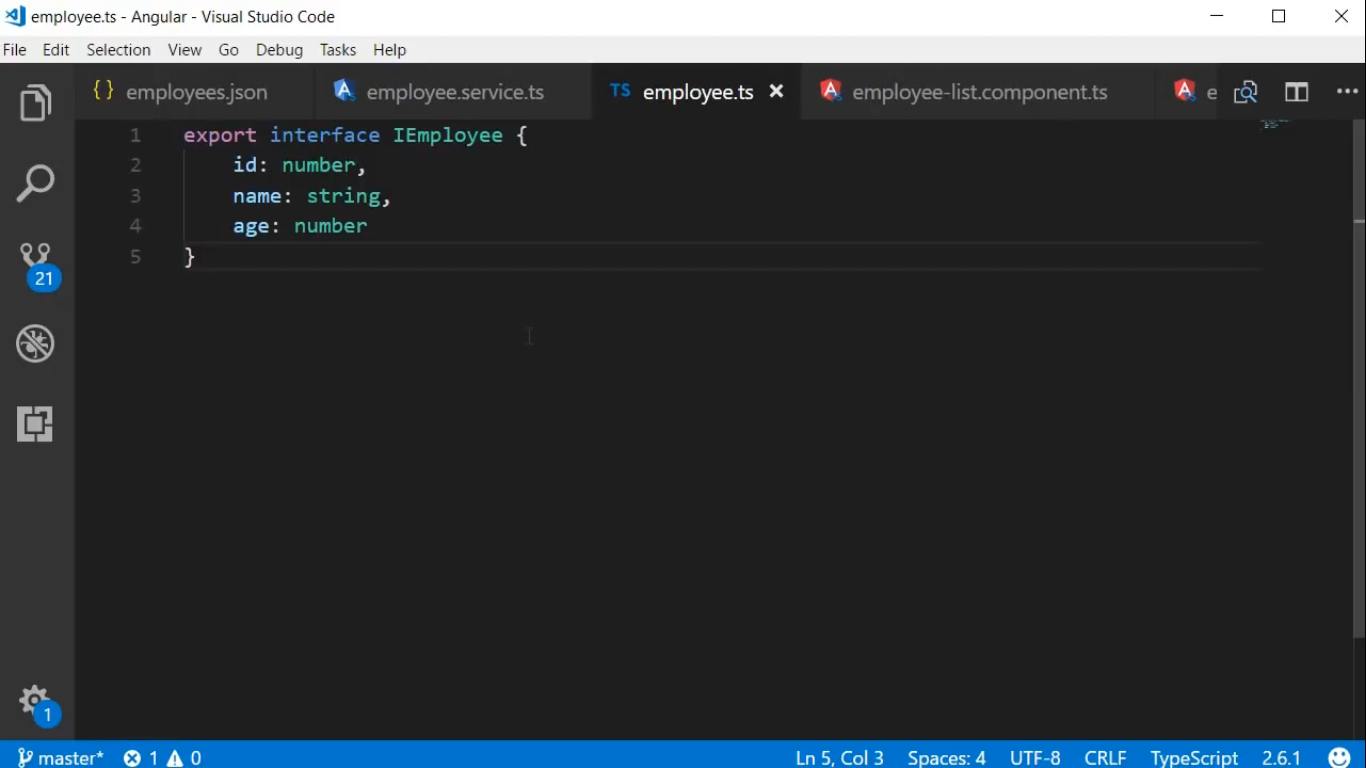 employee.ts - Angular - Visual Studio Code
File Edit Selection View Go Debug Tasks Help
{} employees.json employee.service.ts TS employee.ts employee-list.component.ts e
1 export interface IEmployee {
2 id: number,
3 name: string,
4 age: number
5 }
21
1
master* 1 0 Ln 5, Col 3 Spaces: 4 UTF-8 CRLF TypeScript 2.6.1